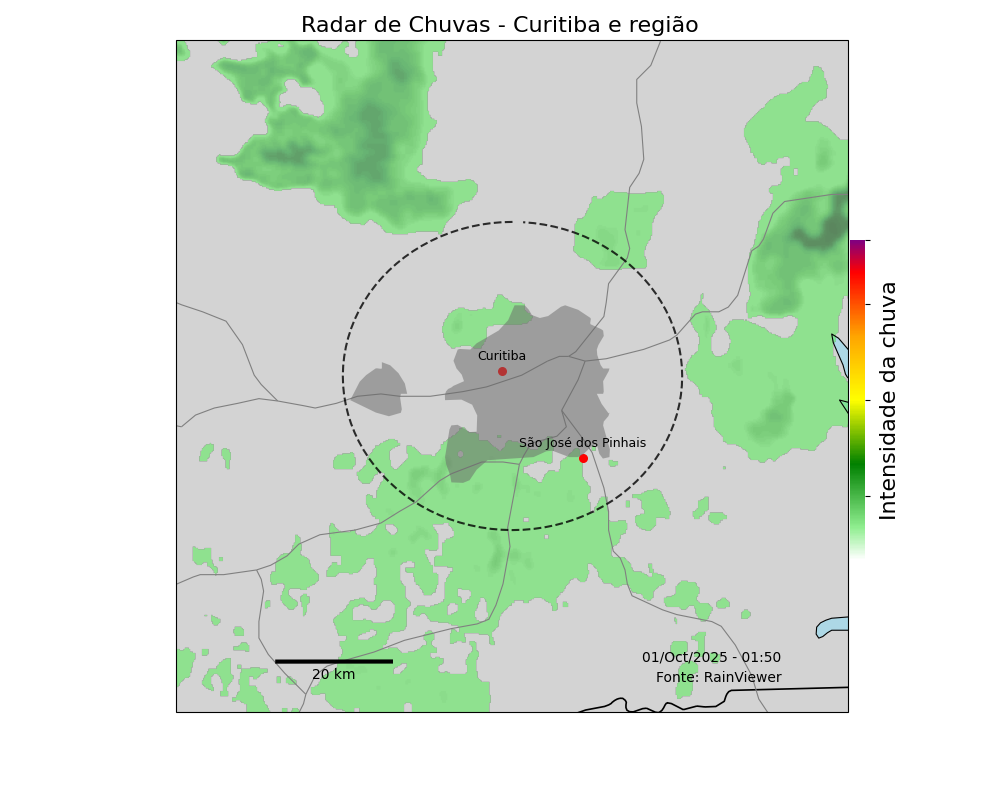 Radar de Chuvas - Curitiba e região
Curitiba
São José dos Pinhais
Intensidade da chuva
20 km
01/Oct/2025 - 01:50
Fonte: RainViewer